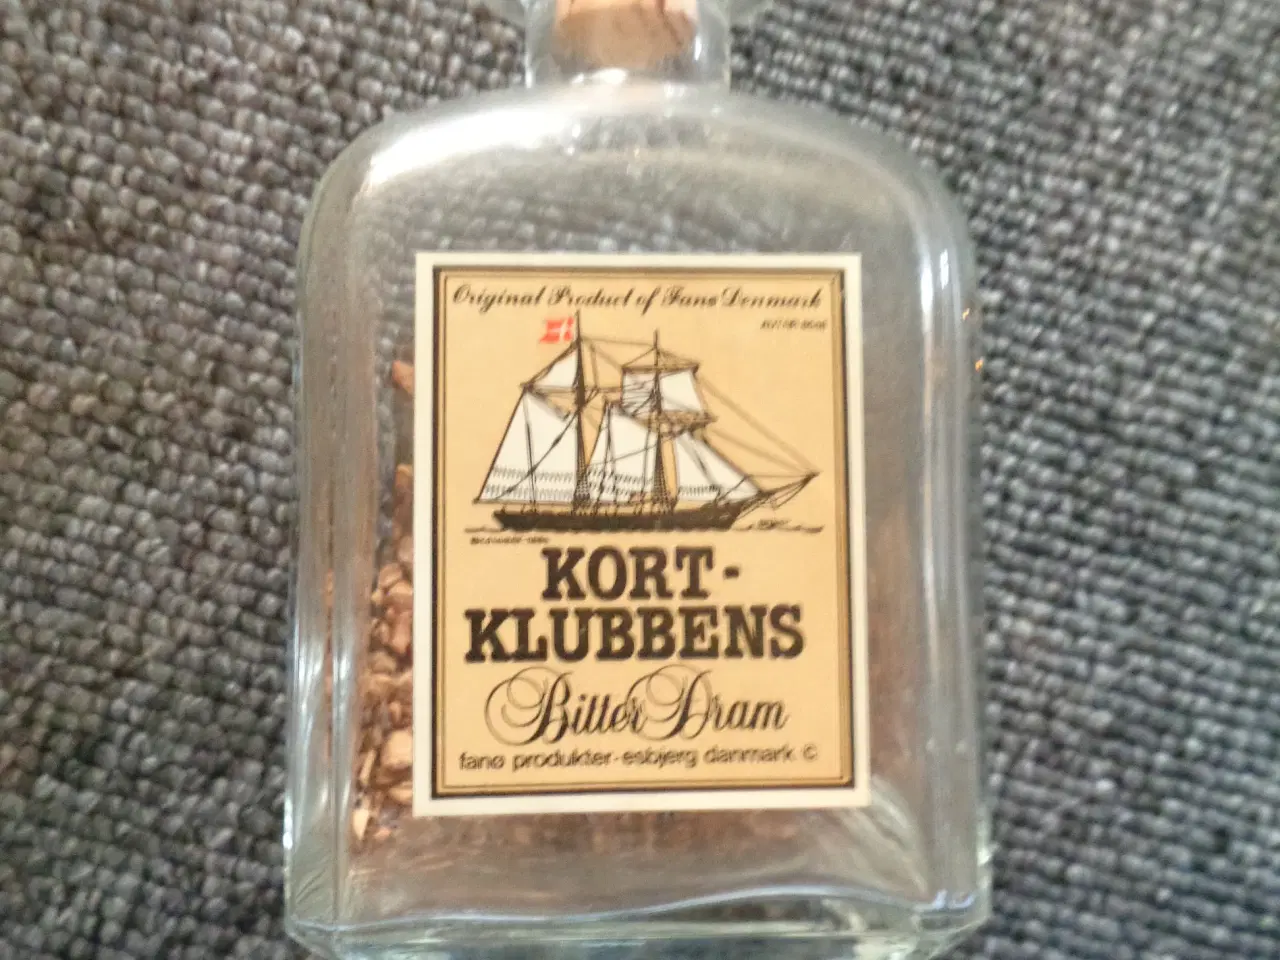 Original Product of Fanø Denmark
KORT-
KLUBBENS
Bitter Dram
fanø produkter-esbjerg danmark ©